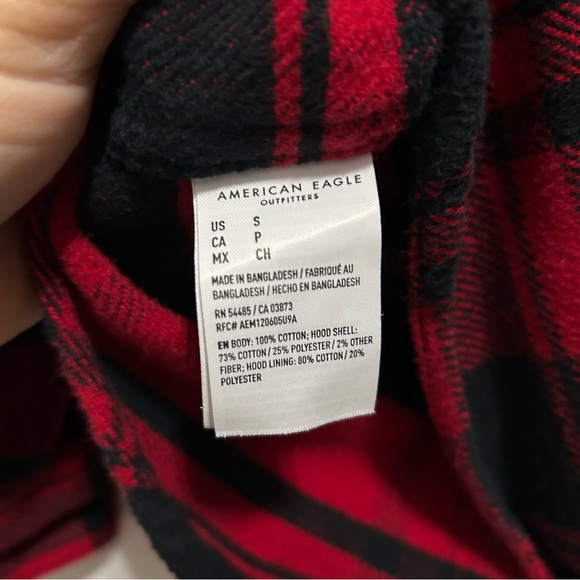 AMERICAN EAGLE
OUTFITTERS
US S
CA P
MX CH
MADE IN BANGLADESH / FABRIQUÉ AU
BANGLADESH / HECHO EN BANGLADESH
RN 54485 / CA 03873
RFC# AEM120605U9A
EN BODY: 100% COTTON; HOOD SHELL:
73% COTTON / 25% POLYESTER / 2% OTHER
FIBER; HOOD LINING: 80% COTTON / 20%
POLYESTER